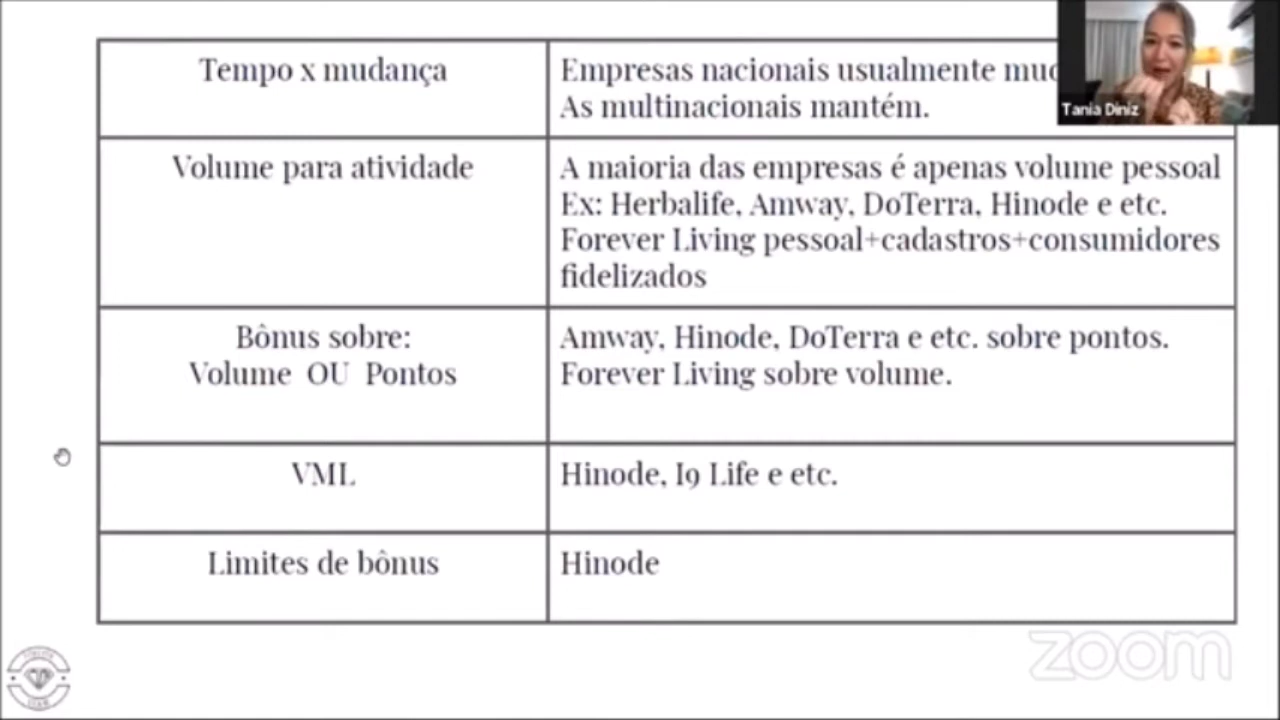 Tempo x mudança
Empresas nacionais usualmente
As multinacionais mantém.
Tania Diniz
Volume para atividade
A maioria das empresas é apenas volume pessoal
Ex: Herbalife, Amway, DoTerra, Hinode e etc.
Forever Living pessoal+cadastros+consumidores
fidelizados
Bônus sobre:
Volume OU Pontos
Amway, Hinode, DoTerra e etc. sobre pontos.
Forever Living sobre volume.
VML
Hinode, I9 Life e etc.
Limites de bônus
Hinode
zoom